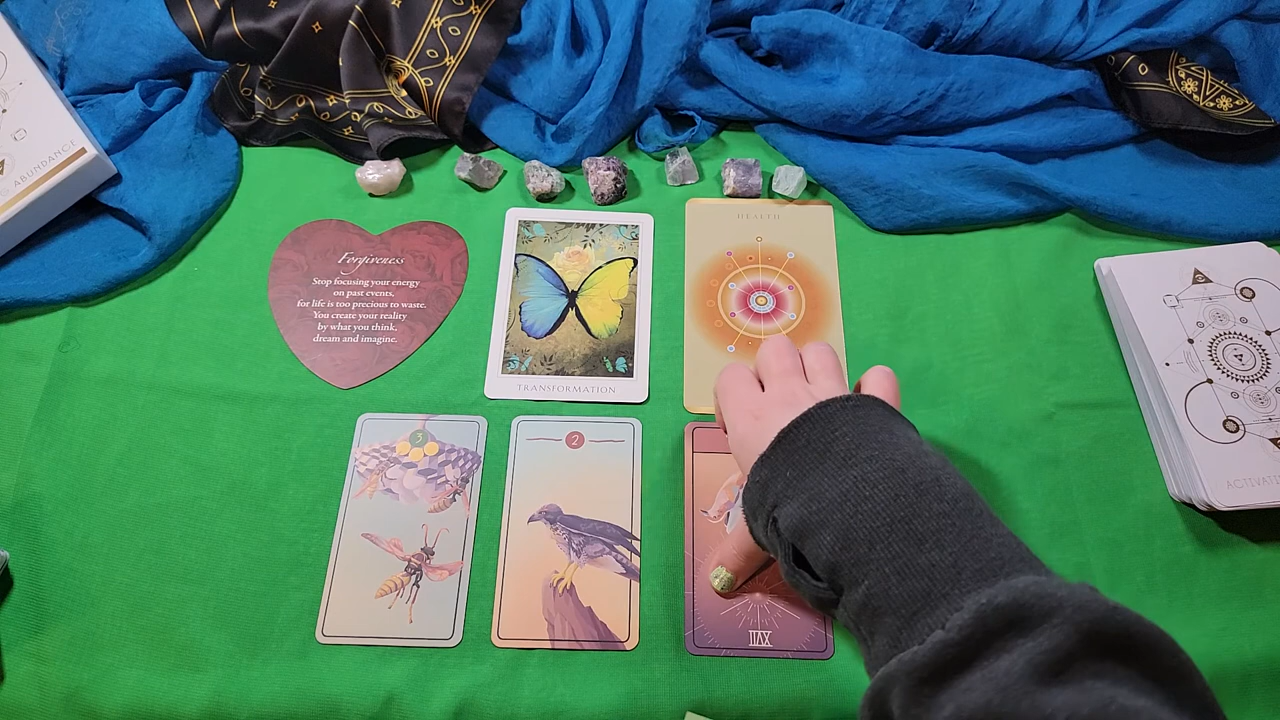 ABUNDANCE
Forgiveness
Stop focusing your energy
on past events,
for life is too precious to waste.
You create your reality
by what you think,
dream and imagine.
TRANSFORMATION
HEALTH
3
2
XVII